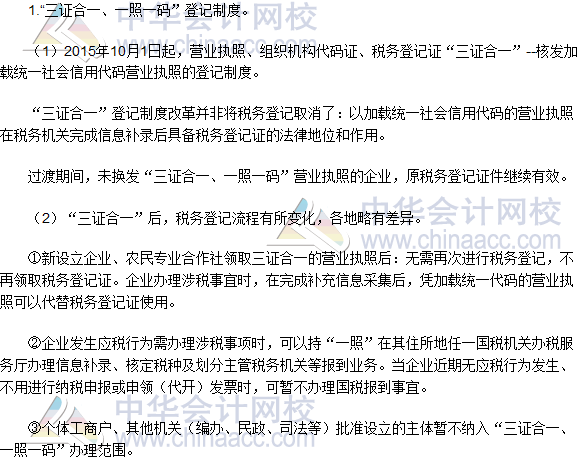 1.“三证合一、一照一码”登记制度。
（1）2015年10月1日起，营业执照、组织机构代码证、税务登记证“三证合一”--核发加
载统一社会信用代码营业执照的登记制度。
“三证合一”登记制度改革并非将税务登记取消了：以加载统一社会信用代码的营业执照
在税务机关完成信息补录后具备税务登记证的法律地位和作用。
过渡期间，未换发“三证合一、一照一码”营业执照的企业，原税务登记证件继续有效。
（2）“三证合一”后，税务登记流程有所变化，各地略有差异。
①新设立企业、农民专业合作社领取三证合一的营业执照后：无需再次进行税务登记，不
再领取税务登记证。企业办理涉税事宜时，在完成补充信息采集后，凭加载统一代码的营业执
照可以代替税务登记证使用。
②企业发生应税行为需办理涉税事项时，可以持“一照”在其住所地任一国税机关办税服
务厅办理信息补录、核定税种及划分主管税务机关等报到业务。当企业近期无应税行为发生、
不用进行纳税申报或申领（代开）发票时，可暂不办理国税报到事宜。
③个体工商户、其他机关（编办、民政、司法等）批准设立的主体暂不纳入“三证合一、
一照一码”办理范围。
中华会计网校
www.chinaacc.com
中华会计网校
www.chinaacc.com
中华会计网校
www.chinaacc.com